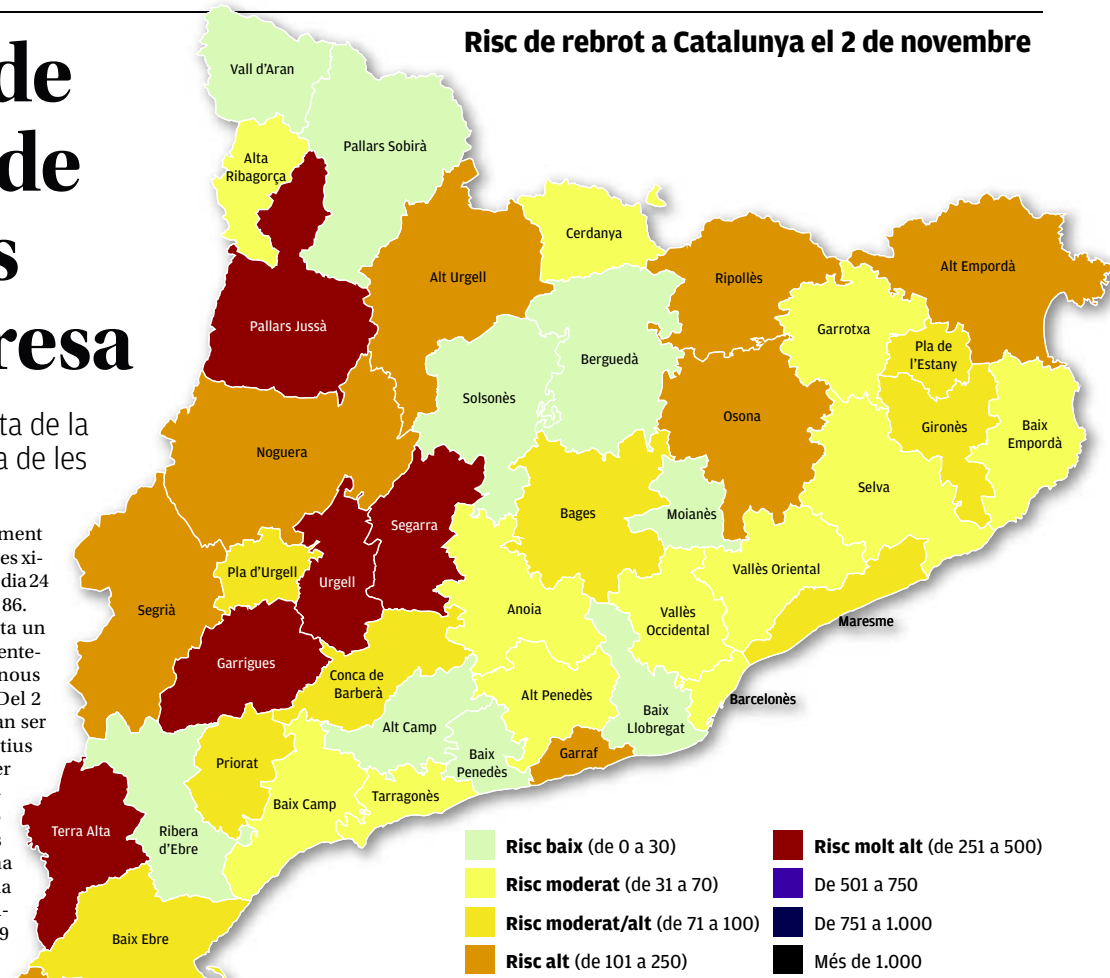 de
de
s
resa
ta de la
a de les
ment
es xi-
dia 24
86.
ta un
ente-
nous
Del 2
an ser
tius
er
s
na
la
9
Risc de rebrot a Catalunya el 2 de novembre
Vall d'Aran
Pallars Sobirà
Alta
Ribagorça
Cerdanya
Alt Urgell
Ripollès
Alt Empordà
Pallars Jussà
Garrotxa
Pla de
l'Estany
Berguedà
Solsonès
Osona
Gironès
Baix
Empordà
Noguera
Selva
Segarra
Bages
Moianès
Pla d'Urgell
Urgell
Vallès Oriental
Segrià
Anoia
Vallès
Occidental
Maresme
Garrigues
Conca de
Barberà
Alt Penedès
Barcelonès
Baix
Llobregat
Alt Camp
Baix
Penedès
Garraf
Priorat
Baix Camp
Tarragonès
Terra Alta
Ribera
d'Ebre
Baix Ebre
Risc baix (de 0 a 30)
Risc moderat (de 31 a 70)
Risc moderat/alt (de 71 a 100)
Risc alt (de 101 a 250)
Risc molt alt (de 251 a 500)
De 501 a 750
De 751 a 1.000
Més de 1.000